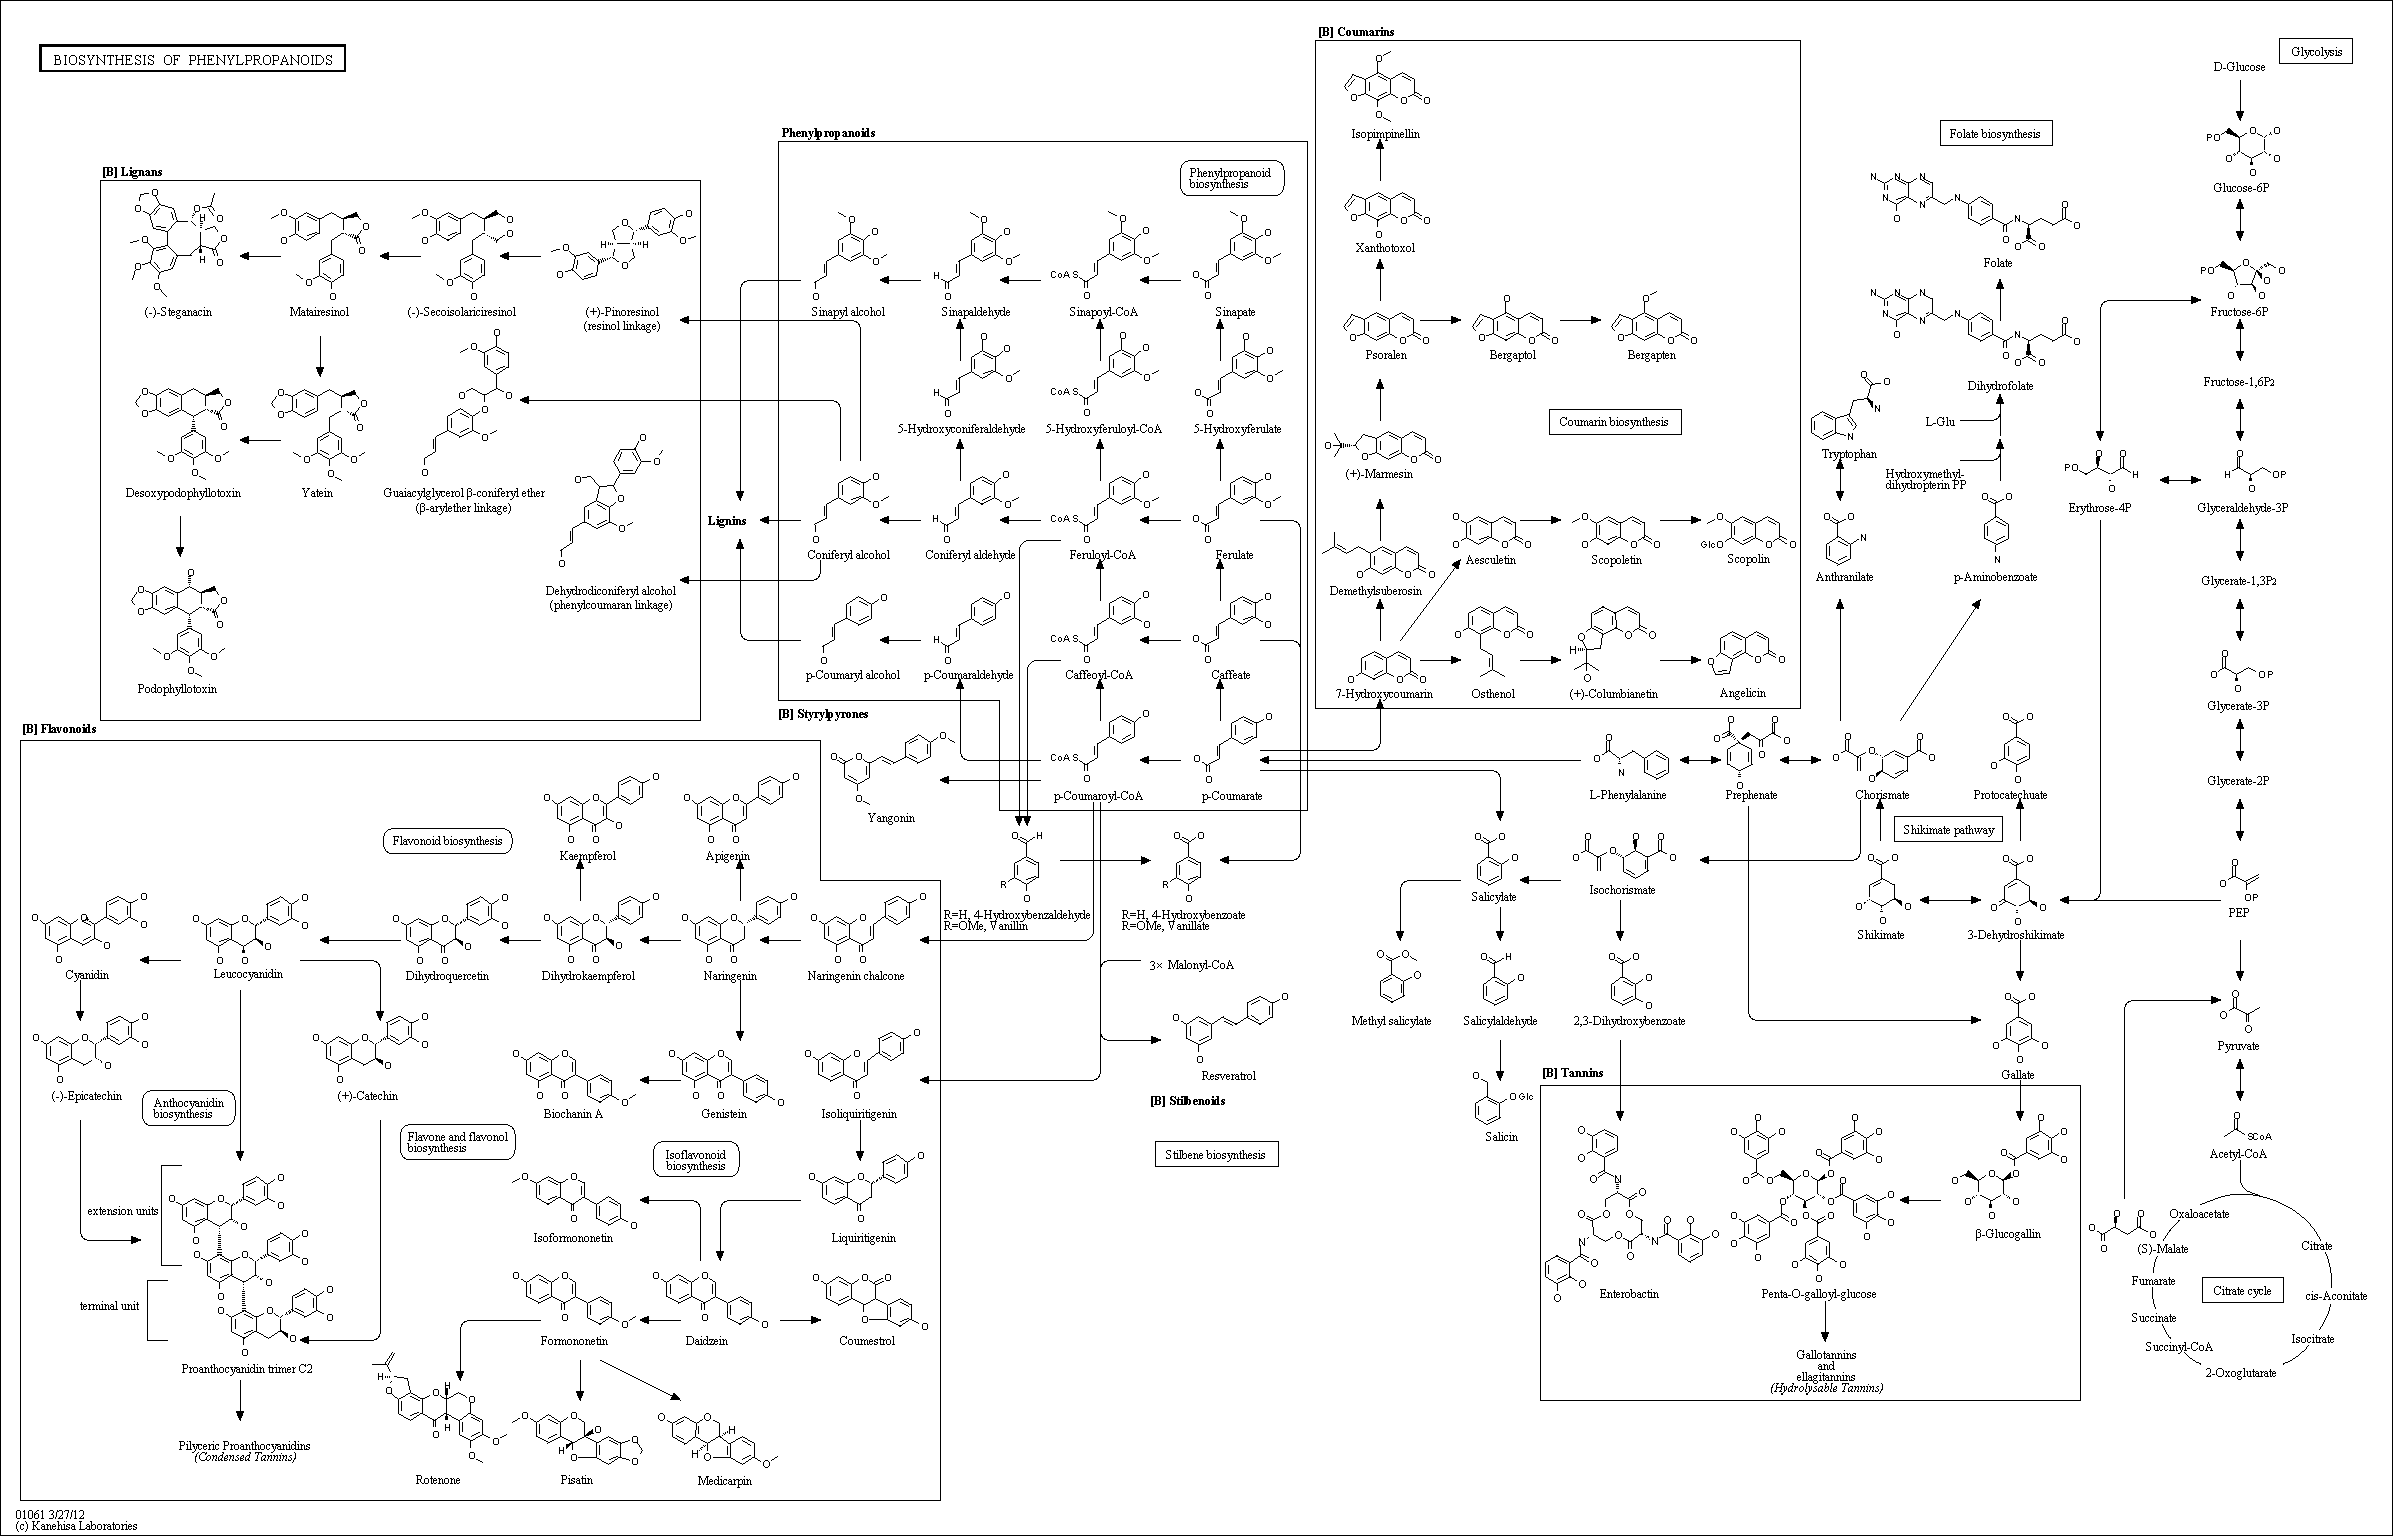 BIOSYNTHESIS OF PHENYLPROPANOIDS
[B] Lignans
(-)-Steganacin
Matairesinol
(-)-Secoisolariciresinol
(+)-Pinoresinol
(resinol linkage)
Desoxypodophyllotoxin
Yatein
Guaiacylglycerol β-coniferyl ether
(β-arylether linkage)
Dehydrodiconiferyl alcohol
(phenylcoumaran linkage)
Podophyllotoxin
Lignins
Phenylpropanoids
Phenylpropanoid
biosynthesis
Sinapyl alcohol
Sinapaldehyde
Sinapoyl-CoA
Sinapate
5-Hydroxyconiferaldehyde
5-Hydroxyferuloyl-CoA
5-Hydroxyferulate
Coniferyl alcohol
Coniferyl aldehyde
Feruloyl-CoA
Ferulate
p-Coumaryl alcohol
p-Coumaraldehyde
Caffeoyl-CoA
Caffeate
p-Coumaroyl-CoA
p-Coumarate
[B] Styrylpyrones
Yangonin
R=H, 4-Hydroxybenzaldehyde
R=OMe, Vanillin
R=H, 4-Hydroxybenzoate
R=OMe, Vanillate
3× Malonyl-CoA
Resveratrol
[B] Stilbenoids
Stilbene biosynthesis
[B] Coumarins
Isopimpinellin
Xanthotoxol
Psoralen
Bergaptol
Bergapten
Coumarin biosynthesis
(+)-Marmesin
Demethylsuberosin
Aesculetin
Scopoletin
Scopolin
7-Hydroxycoumarin
Osthenol
(+)-Columbianetin
Angelicin
Glycolysis
D-Glucose
Glucose-6P
Fructose-6P
Fructose-1,6P2
Glyceraldehyde-3P
Erythrose-4P
Glycerate-1,3P2
Glycerate-3P
Glycerate-2P
PEP
Pyruvate
Acetyl-CoA
Folate biosynthesis
Folate
Dihydrofolate
L-Glu
Hydroxymethyl-
dihydropterin PP
p-Aminobenzoate
Tryptophan
Anthranilate
L-Phenylalanine
Prephenate
Chorismate
Protocatechuate
Shikimate pathway
Shikimate
3-Dehydroshikimate
Isochorismate
Salicylate
Methyl salicylate
Salicylaldehyde
2,3-Dihydroxybenzoate
Salicin
Gallate
[B] Tannins
Enterobactin
Penta-O-galloyl-glucose
β-Glucogallin
Gallotannins
and
ellagitannins
(Hydrolysable Tannins)
Oxaloacetate
(S)-Malate
Fumarate
Succinate
Succinyl-CoA
2-Oxoglutarate
Isocitrate
cis-Aconitate
Citrate
Citrate cycle
[B] Flavonoids
Flavonoid biosynthesis
Kaempferol
Apigenin
Cyanidin
Leucocyanidin
Dihydroquercetin
Dihydrokaempferol
Naringenin
Naringenin chalcone
(-)-Epicatechin
(+)-Catechin
Biochanin A
Genistein
Isoliquiritigenin
Anthocyanidin
biosynthesis
Flavone and flavonol
biosynthesis
Isoflavonoid
biosynthesis
extension units
terminal unit
Isoformononetin
Liquiritigenin
Formononetin
Daidzein
Coumestrol
Proanthocyanidin trimer C2
Pilyceric Proanthocyanidins
(Condensed Tannins)
Rotenone
Pisatin
Medicarpin
01061 3/27/12
(c) Kanehisa Laboratories